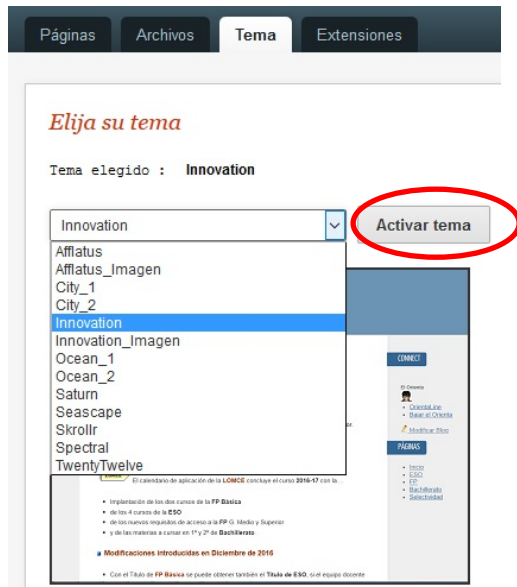 Páginas Archivos Tema Extensiones
Elija su tema
Tema elegido : Innovation
Innovation Activar tema
Afflatus
Afflatus_Imagen
City_1
City_2
Innovation
Innovation_Imagen
Ocean_1
Ocean_2
Saturn
Seascape
Skrollr
Spectral
TwentyTwelve
CONNECT
El Orienta
OrientaLine
Bajar el Orienta
Modificar Blog
PÁGINAS
Inicio
ESO
FP
Bachillerato
Selectividad
El calendario de aplicación de la LOMCE concluye el curso 2016-17 con la...
Implantación de los dos cursos de la FP Básica
de los 4 cursos de la ESO
de los nuevos requisitos de acceso a la FP G. Medio y Superior
y de las materias a cursar en 1º y 2º de Bachillerato
Modificaciones introducidas en Diciembre de 2016
Con el Título de FP Básica se puede obtener también el Título de ESO, si el equipo docente